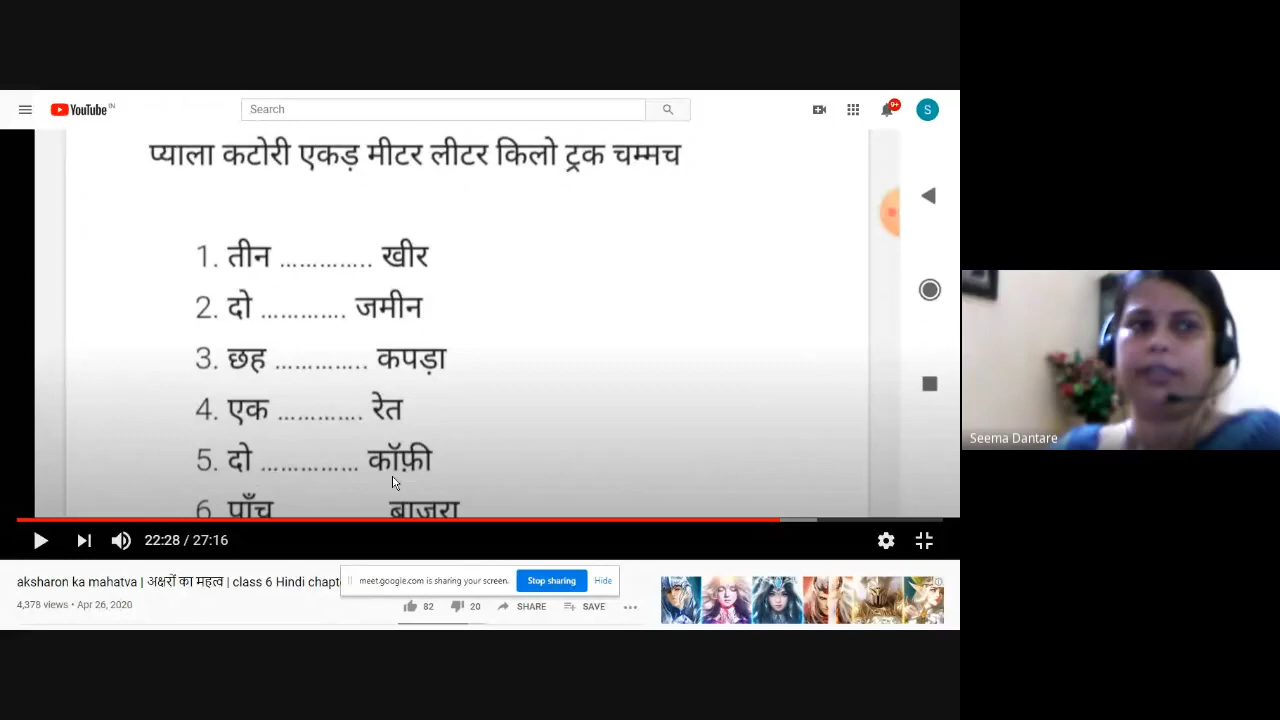 YouTube IN
Search
9+
S
प्याला कटोरी एकड़ मीटर लीटर किलो ट्रक चम्मच
1. तीन ………….. खीर
2. दो …………. जमीन
3. छह ………….. कपड़ा
4. एक …………. रेत
5. दो …………… कॉफ़ी
6 पाँच बाजरा
Seema Dantare
22:28 / 27:16
aksharon ka mahatva | अक्षरों का महत्व | class 6 Hindi chapt
meet.google.com is sharing your screen.
Stop sharing
Hide
4,378 views • Apr 26, 2020
82
20
SHARE
SAVE